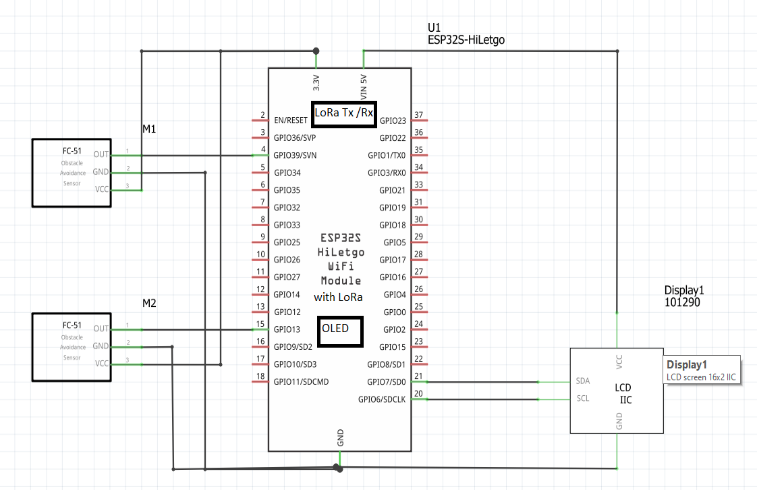 U1
ESP32S-HiLetgo
3.3V
VIN 5V
LoRa Tx /Rx
2 EN/RESET
3 GPIO36/SVP
4 GPIO39/SVN
5 GPIO34
6 GPIO35
7 GPIO32
8 GPIO33
9 GPIO25
10 GPIO26
11 GPIO27
12 GPIO14
13 GPIO12
15 GPIO13
16 GPIO9/SD2
17 GPIO10/SD3
18 GPIO11/SDCMD
GPIO23 37
GPIO22 36
GPIO1/TX0 35
GPIO3/RX0 34
GPIO21 33
GPIO19 31
GPIO18 30
GPIO5 29
GPIO17 28
GPIO16 27
GPIO4 26
GPIO0 25
GPIO2 24
GPIO15 23
GPIO8/SD1 22
GPIO7/SD0 21
GPIO6/SDCLK 20
ESP32S
HiLetgo
WiFi
Module
with LoRa
OLED
GND
M1
FC-51
Obstacle
Avoidance
Sensor
OUT 1
GND 2
VCC 3
M2
FC-51
Obstacle
Avoidance
Sensor
OUT 1
GND 2
VCC 3
Display1
101290
VCC
SDA
SCL
LCD
IIC
GND
Display1
LCD screen 16x2 IIC